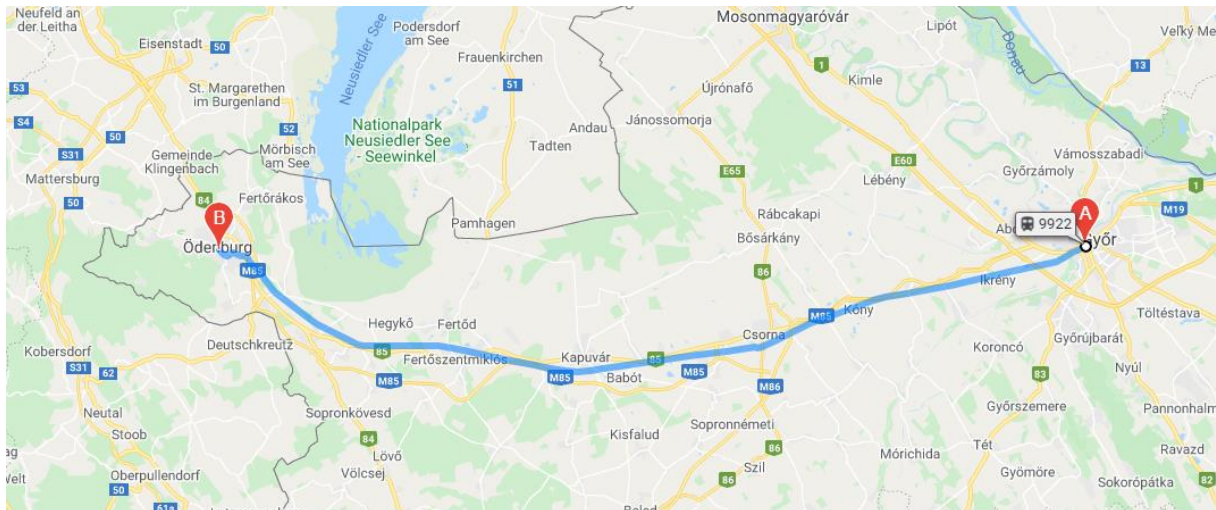 Neufeld an
der Leitha
Eisenstadt
50
Podersdorf
am See
Mosonmagyaróvár
Lipót
Veľký Me
Donau
13
Frauenkirchen
1
Kimle
53
St. Margarethen
im Burgenland
Neusiedler See
51
Újrónafő
S4
50
52
Nationalpark
Neusiedler See
- Seewinkel
Andau
Jánossomorja
S31
Gemeinde
Klingenbach
Mörbisch
am See
Tadten
E60
Vámosszabadi
Mattersburg
E65
Lébény
Győrzámoly
1
50
84
Fertőrákos
Rábcakapi
M19
B
Pamhagen
9922
A
Győr
Ödenburg
Bősárkány
M85
86
Ikrény
Töltéstava
Hegykő
Fertőd
M85
Kóny
Deutschkreutz
85
Csorna
Győrújbarát
Kobersdorf
Fertőszentmiklós
Kapuvár
85
Koroncó
S31
62
M85
M85
Babót
M85
M86
83
Nyúl
Neutal
Sopronkövesd
Győrszemere
Pannonhalm
Stoob
84
Kisfalud
Sopronnémeti
Tét
Lövő
86
Mórichida
Ravazd
Welt
Oberpullendorf
Völcsej
Szil
Gyömöre
50
86
Sokorópátka
82
61a